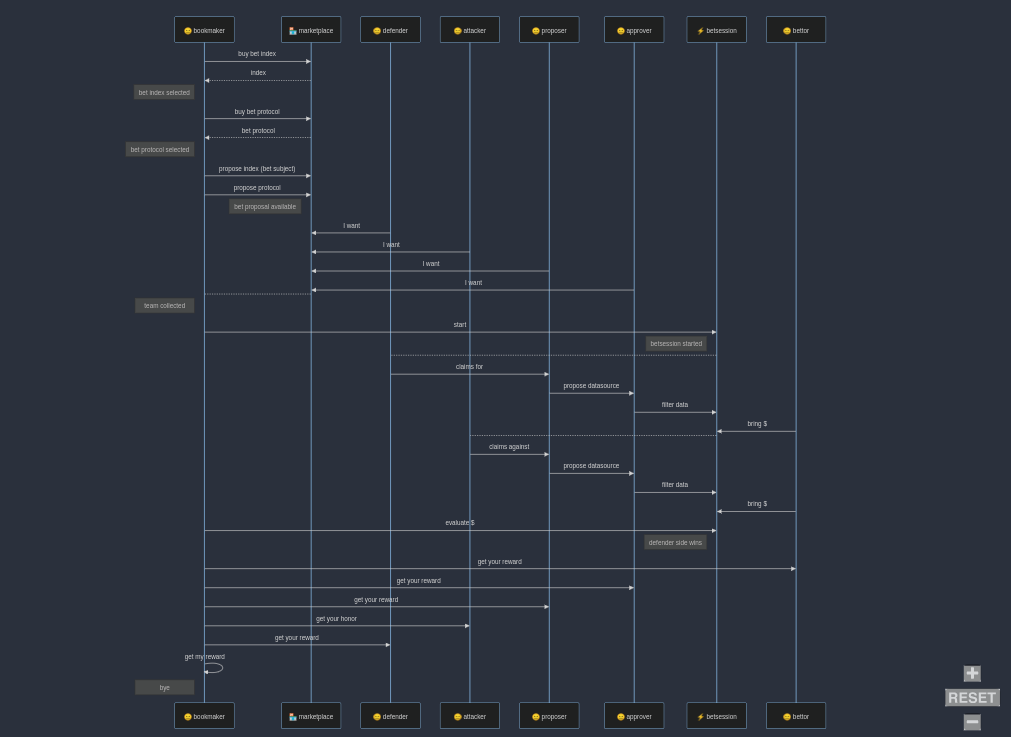 bookmaker
marketplace
defender
attacker
proposer
approver
betsession
bettor
buy bet index
index
bet index selected
buy bet protocol
bet protocol
bet protocol selected
propose index (bet subject)
propose protocol
bet proposal available
I want
I want
I want
I want
team collected
start
betsession started
claims for
propose datasource
filter data
bring $
claims against
propose datasource
filter data
bring $
evaluate $
defender side wins
get your reward
get your reward
get your reward
get your honor
get your reward
get my reward
bye
RESET
bookmaker
marketplace
defender
attacker
proposer
approver
betsession
bettor